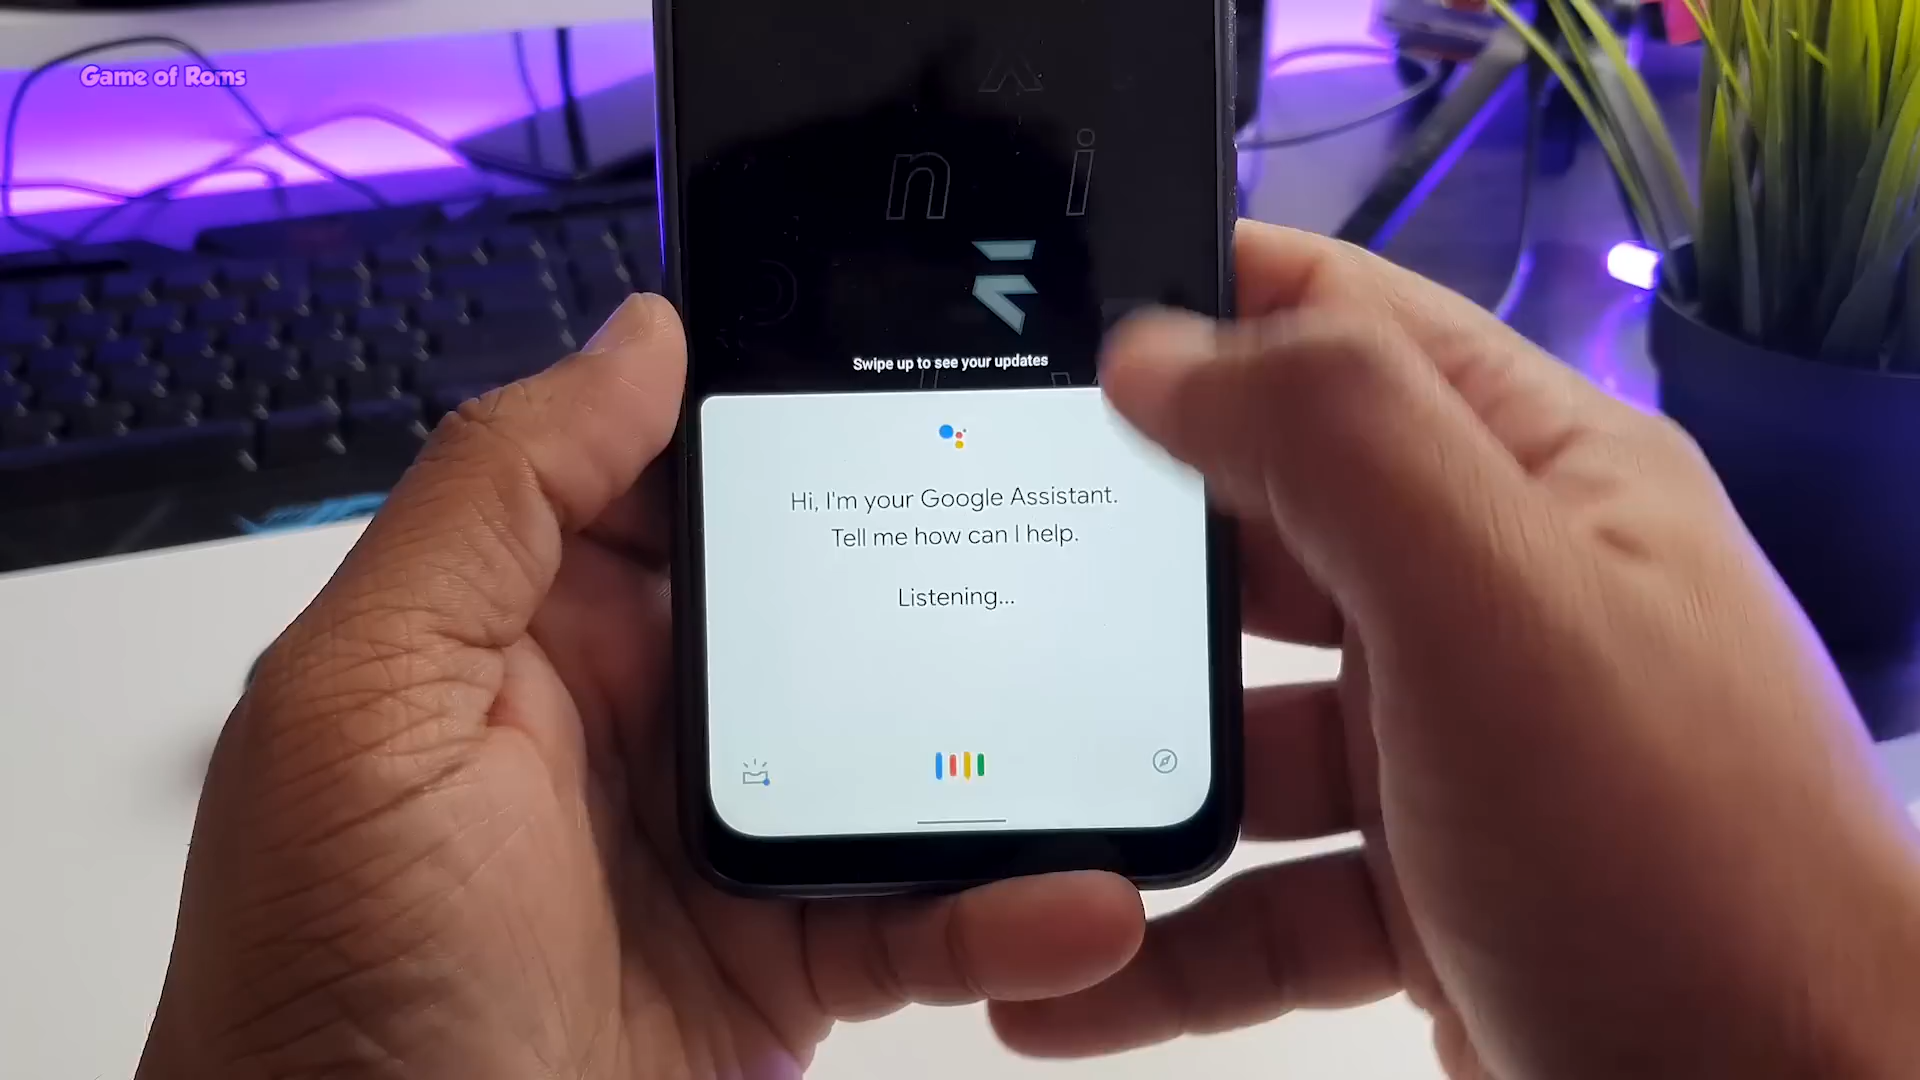 Game of Roms
n i
Swipe up to see your updates
Hi, I'm your Google Assistant.
Tell me how can I help.
Listening...